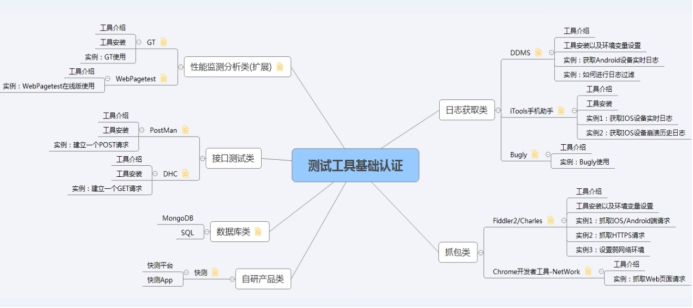 测试工具基础认证
性能监测分析类(扩展)
GT
工具介绍
工具安装
实例：GT使用
WebPagetest
工具介绍
实例：WebPagetest在线版使用
接口测试类
PostMan
工具介绍
工具安装
实例：建立一个POST请求
DHC
工具介绍
工具安装
实例：建立一个GET请求
数据库类
MongoDB
SQL
自研产品类
快测
快测平台
快测App
日志获取类
DDMS
工具介绍
工具安装以及环境变量设置
实例：获取Android设备实时日志
实例：如何进行日志过滤
iTools手机助手
工具介绍
工具安装
实例1：获取IOS设备实时日志
实例2：获取IOS设备崩溃历史日志
Bugly
工具介绍
实例：Bugly使用
抓包类
Fiddler2/Charles
工具介绍
工具安装以及环境变量设置
实例1：抓取IOS/Android端请求
实例2：抓取HTTPS请求
实例3：设置弱网络环境
Chrome开发者工具-NetWork
工具介绍
实例：抓取Web页面请求